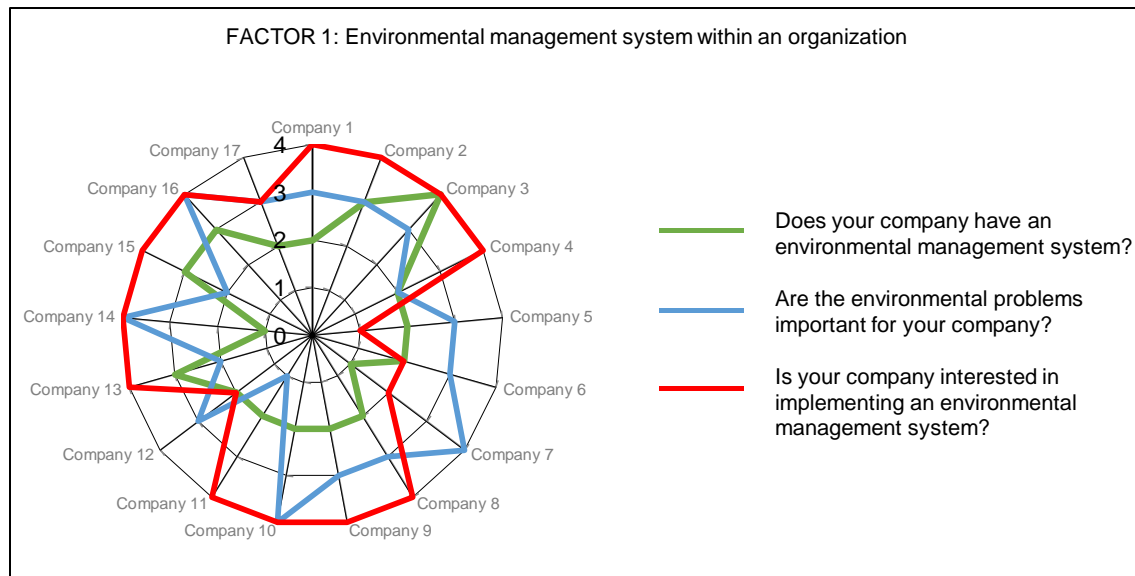 FACTOR 1: Environmental management system within an organization
Company 1
Company 2
Company 3
Company 4
Company 5
Company 6
Company 7
Company 8
Company 9
Company 10
Company 11
Company 12
Company 13
Company 14
Company 15
Company 16
Company 17
4
3
2
1
0
Does your company have an
environmental management system?
Are the environmental problems
important for your company?
Is your company interested in
implementing an environmental
management system?